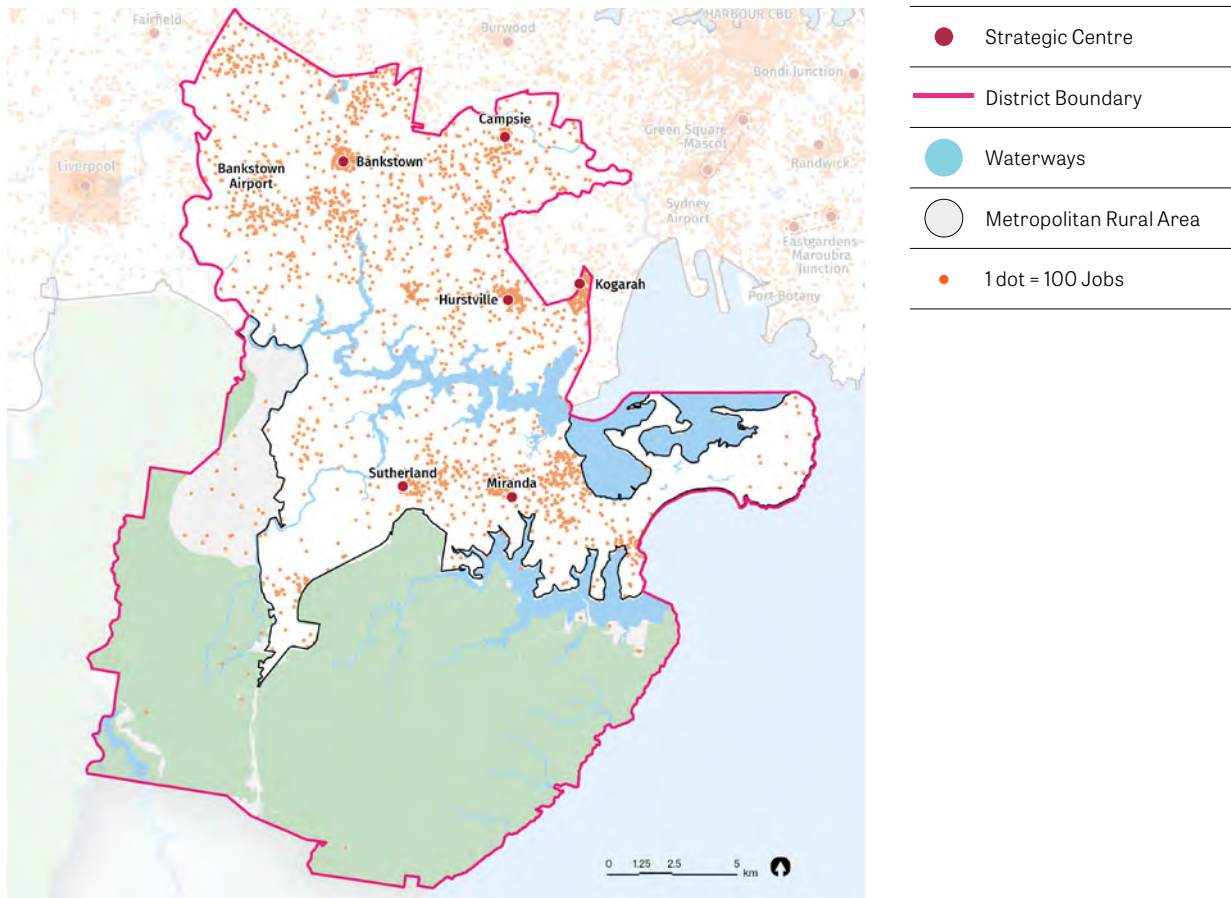 Fairfield
Burwood
HARBOUR CBD
Bondi Junction
Campsie
Green Square
-Mascot
Bankstown
Bankstown
Airport
Liverpool
Randwick
Sydney
Airport
Eastgardens-
Maroubra
Junction
Kogarah
Hurstville
Port Botany
Sutherland
Miranda
0 1.25 2.5 5
km
Strategic Centre
District Boundary
Waterways
Metropolitan Rural Area
1 dot = 100 Jobs